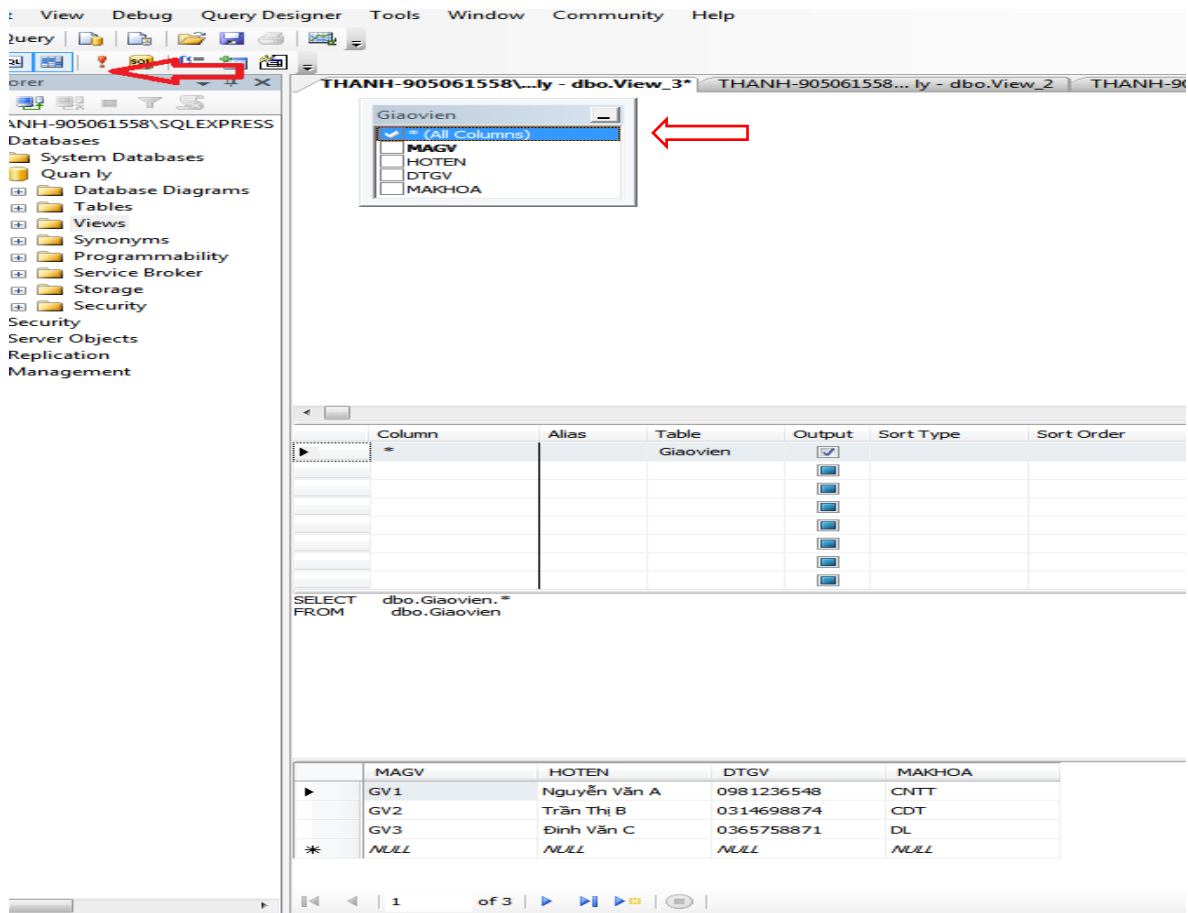 View Debug Query Designer Tools Window Community Help
Query
SQL
THANH-905061558\...ly - dbo.View_3* THANH-905061558... ly - dbo.View_2 THANH-90
ANH-905061558\SQLEXPRESS
Databases
System Databases
Quan ly
Database Diagrams
Tables
Views
Synonyms
Programmability
Service Broker
Storage
Security
Security
Server Objects
Replication
Management
Giaovien
* (All Columns)
MAGV
HOTEN
DTGV
MAKHOA
Column Alias Table Output Sort Type Sort Order
* Giaovien
SELECT dbo.Giaovien.*
FROM dbo.Giaovien
MAGV HOTEN DTGV MAKHOA
GV1 Nguyễn Văn A 0981236548 CNTT
GV2 Trần Thị B 0314698874 CDT
GV3 Đinh Văn C 0365758871 DL
NULL NULL NULL NULL
1 of 3